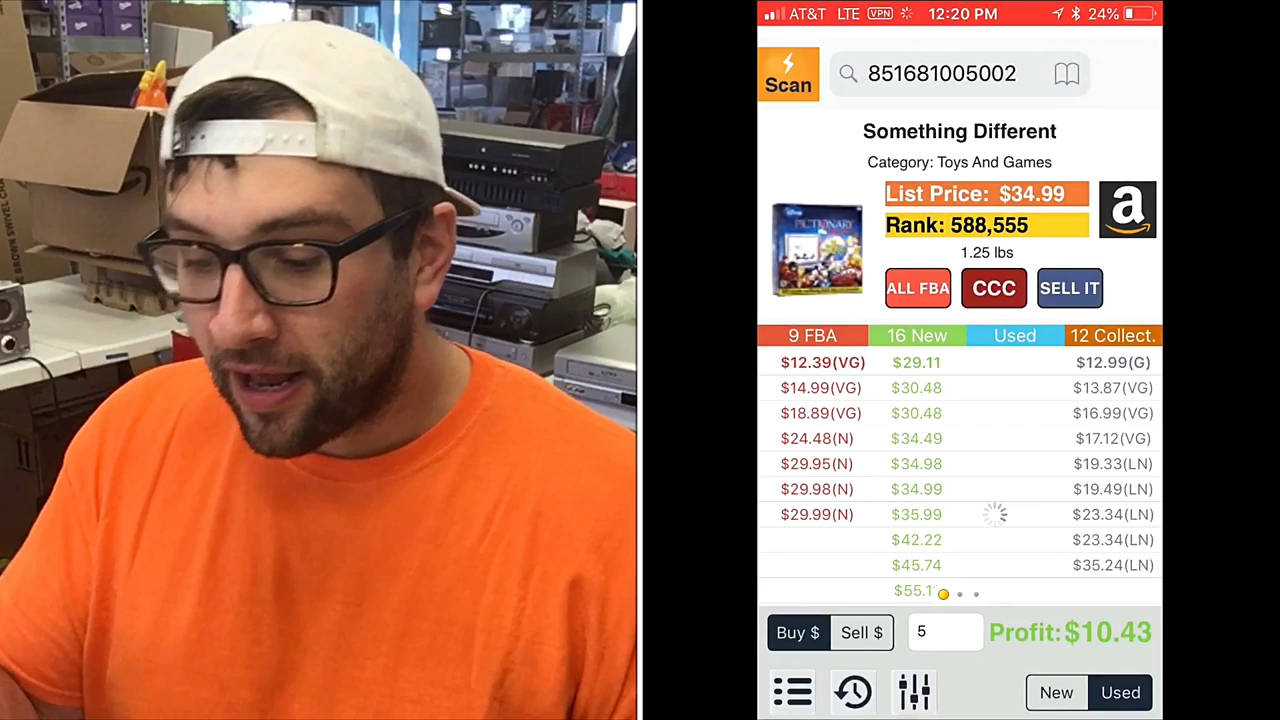 AT&T LTE VPN 12:20 PM 24%
Scan
851681005002
Something Different
Category: Toys And Games
List Price: $34.99
Rank: 588,555
1.25 lbs
a
PICTIONARY
ALL FBA CCC SELL IT
9 FBA 16 New Used 12 Collect.
$12.39(VG) $29.11 $12.99(G)
$14.99(VG) $30.48 $13.87(VG)
$18.89(VG) $30.48 $16.99(VG)
$24.48(N) $34.49 $17.12(VG)
$29.95(N) $34.98 $19.33(LN)
$29.98(N) $34.99 $19.49(LN)
$29.99(N) $35.99 $23.34(LN)
$42.22 $23.34(LN)
$45.74 $35.24(LN)
$55.1
Buy $ Sell $ 5 Profit: $10.43
New Used